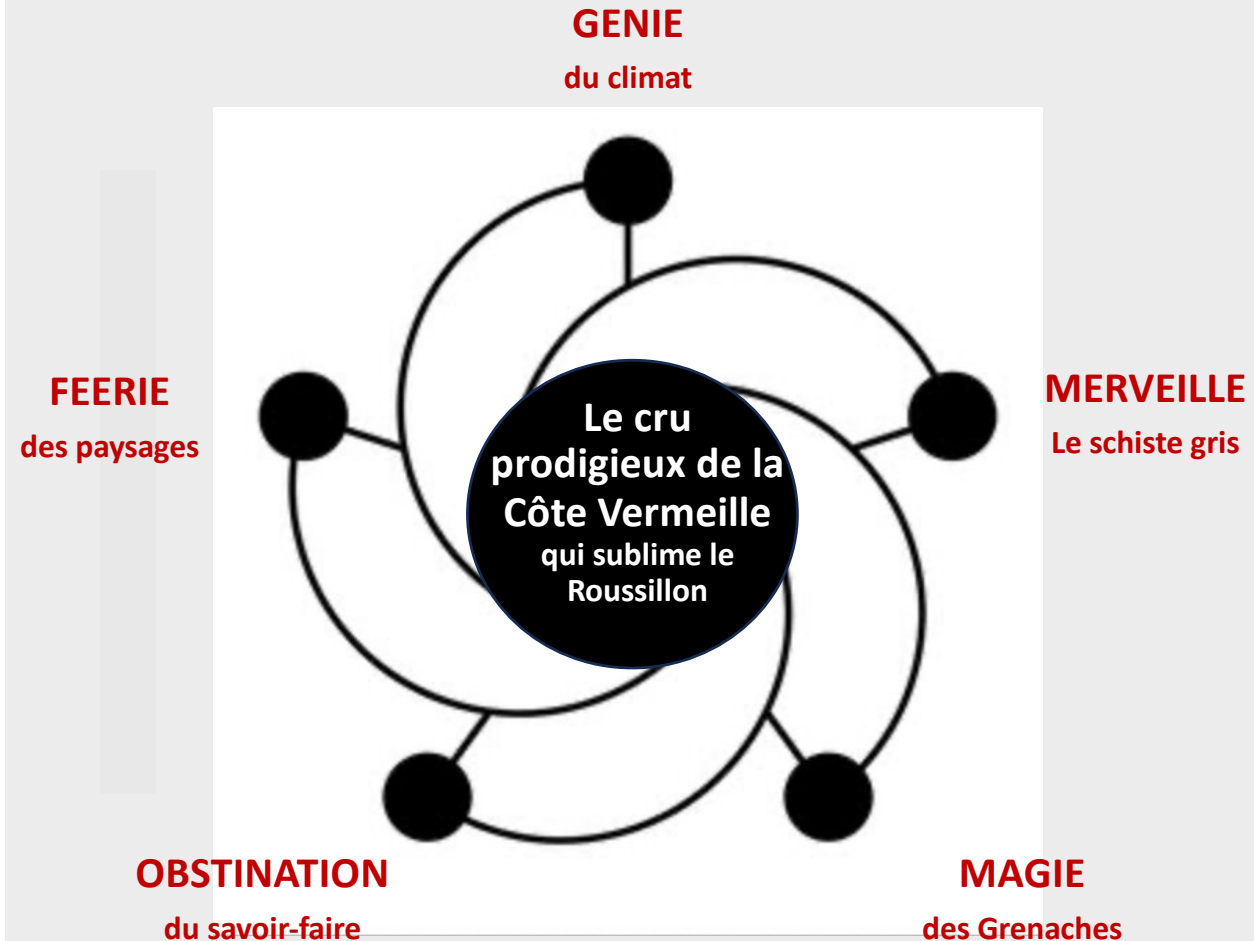 GENIE
du climat
FEERIE
des paysages
MERVEILLE
Le schiste gris
Le cru
prodigieux de la
Côte Vermeille
qui sublime le
Roussillon
OBSTINATION
du savoir-faire
MAGIE
des Grenaches